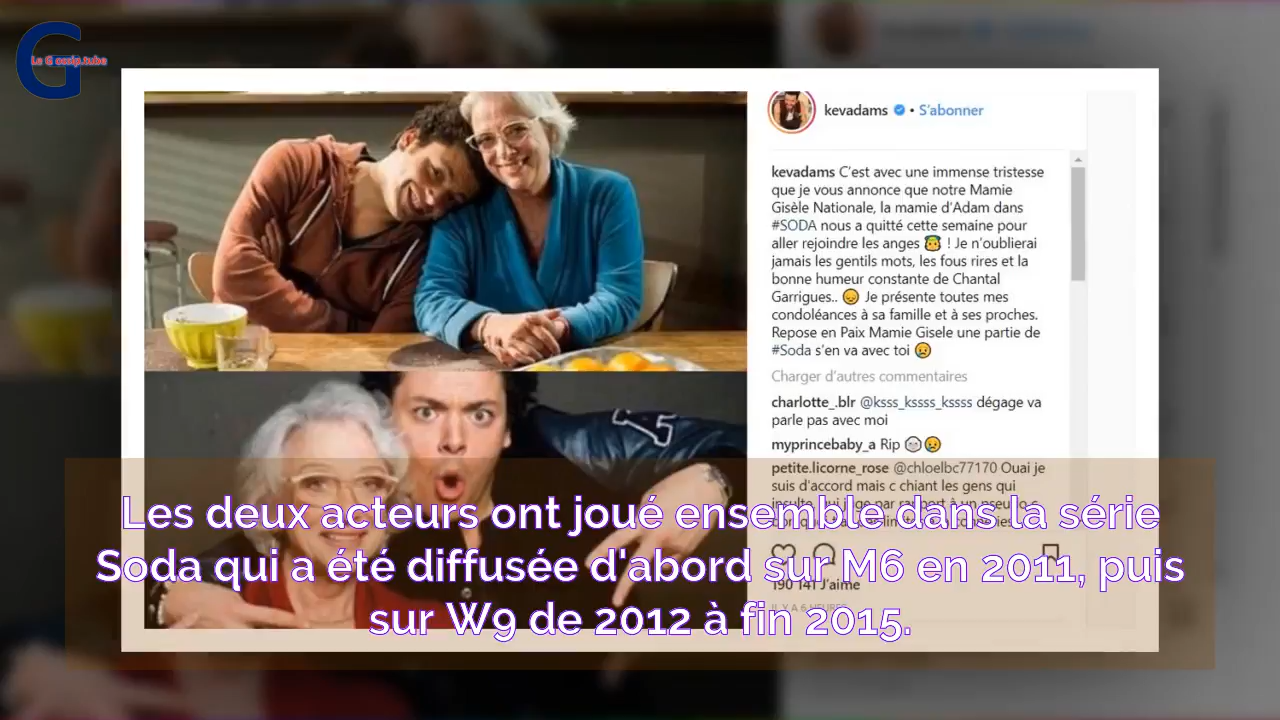 G
Le G ossip.tube
kevadams • S'abonner
kevadams C'est avec une immense tristesse
que je vous annonce que notre Mamie
Gisèle Nationale, la mamie d'Adam dans
#SODA nous a quitté cette semaine pour
aller rejoindre les anges 😇 ! Je n'oublierai
jamais les gentils mots, les fous rires et la
bonne humeur constante de Chantal
Garrigues.. 😔 Je présente toutes mes
condoléances à sa famille et à ses proches.
Repose en Paix Mamie Gisele une partie de
#Soda s'en va avec toi 😢
Charger d'autres commentaires
charlotte_.blr @ksss_kssss_kssss dégage va
parle pas avec moi
myprincebaby_a Rip 😢
petite.licorne_rose @chloelbc77170 Ouai je
suis d'accord mais c chiant les gens qui
190 141 J'aime
IL Y A 6 HEURES
Les deux acteurs ont joué ensemble dans la série
Soda qui a été diffusée d'abord sur M6 en 2011, puis
sur W9 de 2012 à fin 2015.